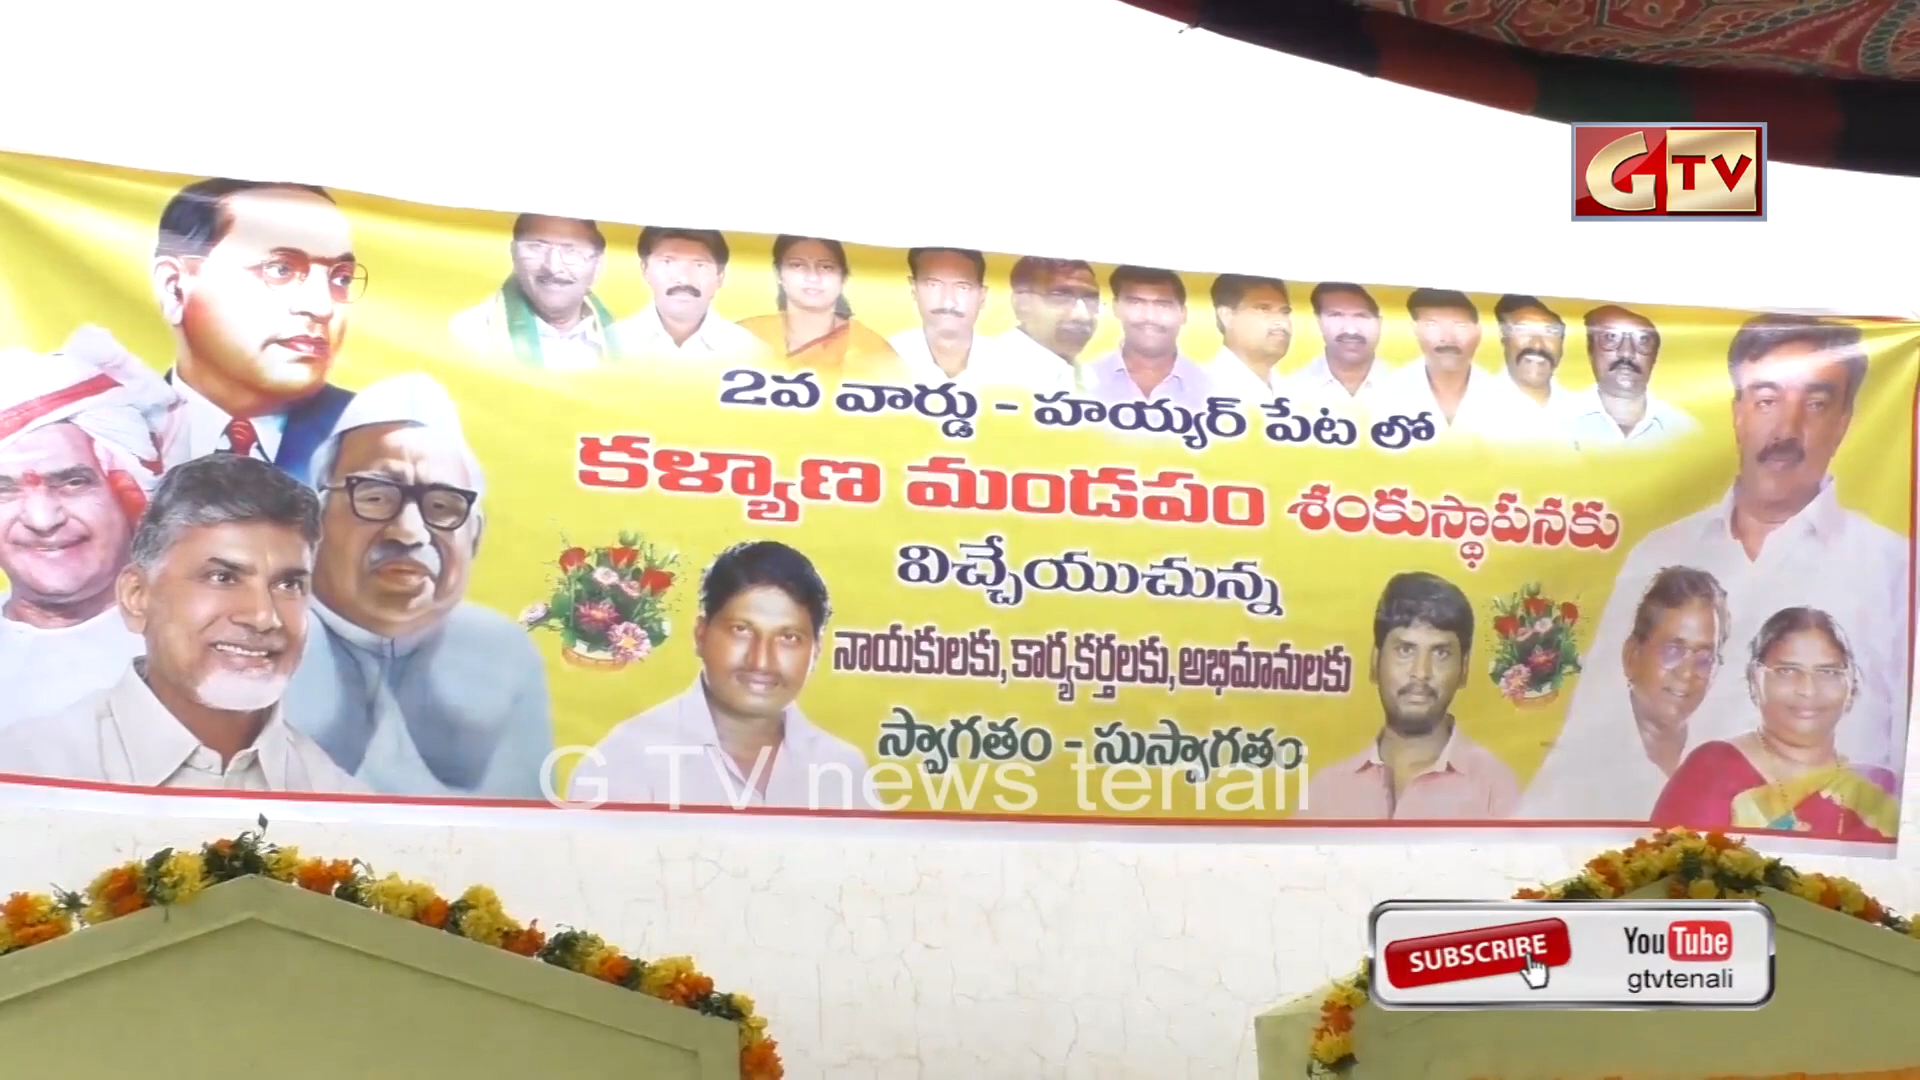 GTV
2వ వార్డు - హయ్యర్ పేట లో
కళ్యాణ మండపం శంకుస్థాపనకు
విచ్చేయుచున్న
నాయకులకు, కార్యకర్తలకు, అభిమానులకు
స్వాగతం - సుస్వాగతం
G TV news tenali
SUBSCRIBE
YouTube
gtvtenali